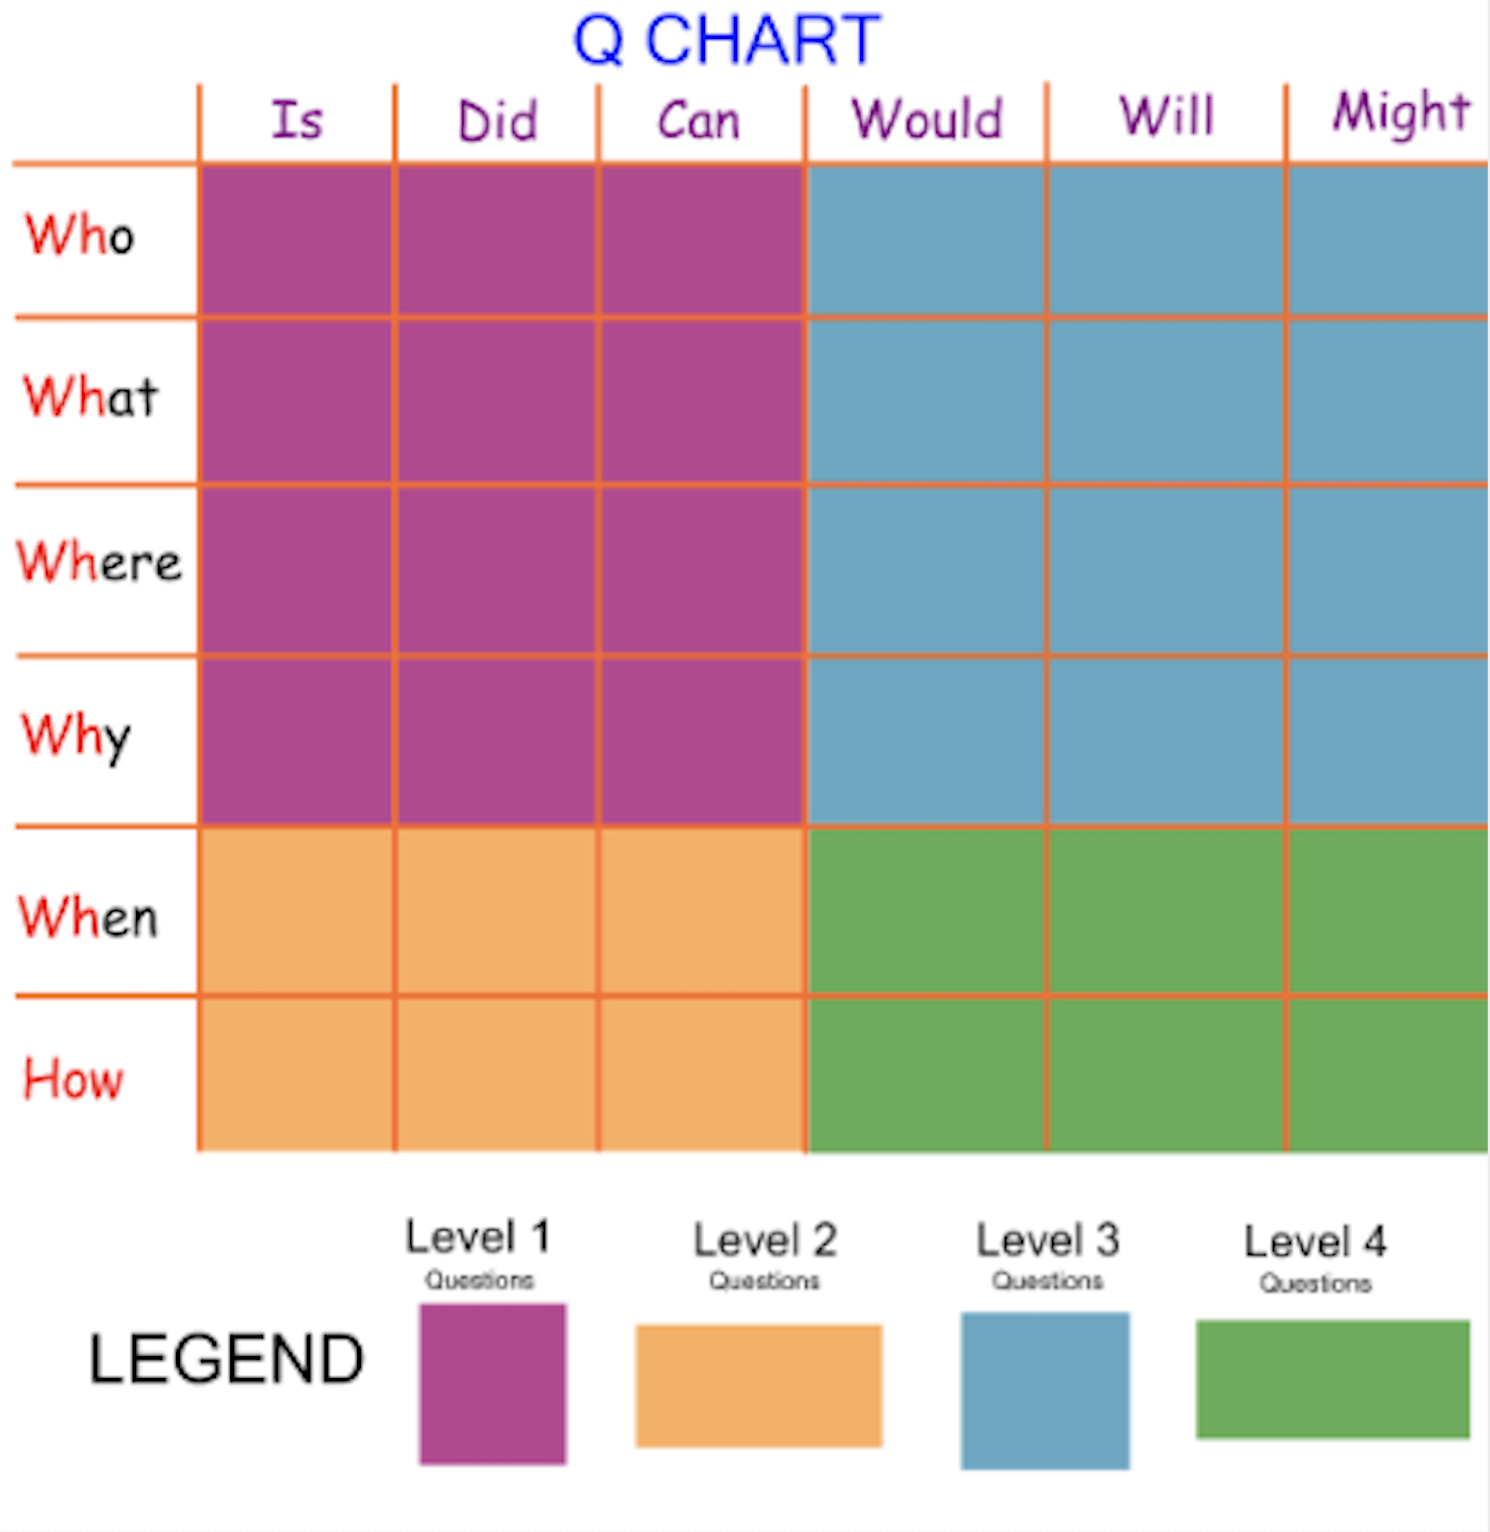 Q CHART
Is Did Can Would Will Might
Who
What
Where
Why
When
How
Level 1 Level 2 Level 3 Level 4
Questions Questions Questions Questions
LEGEND